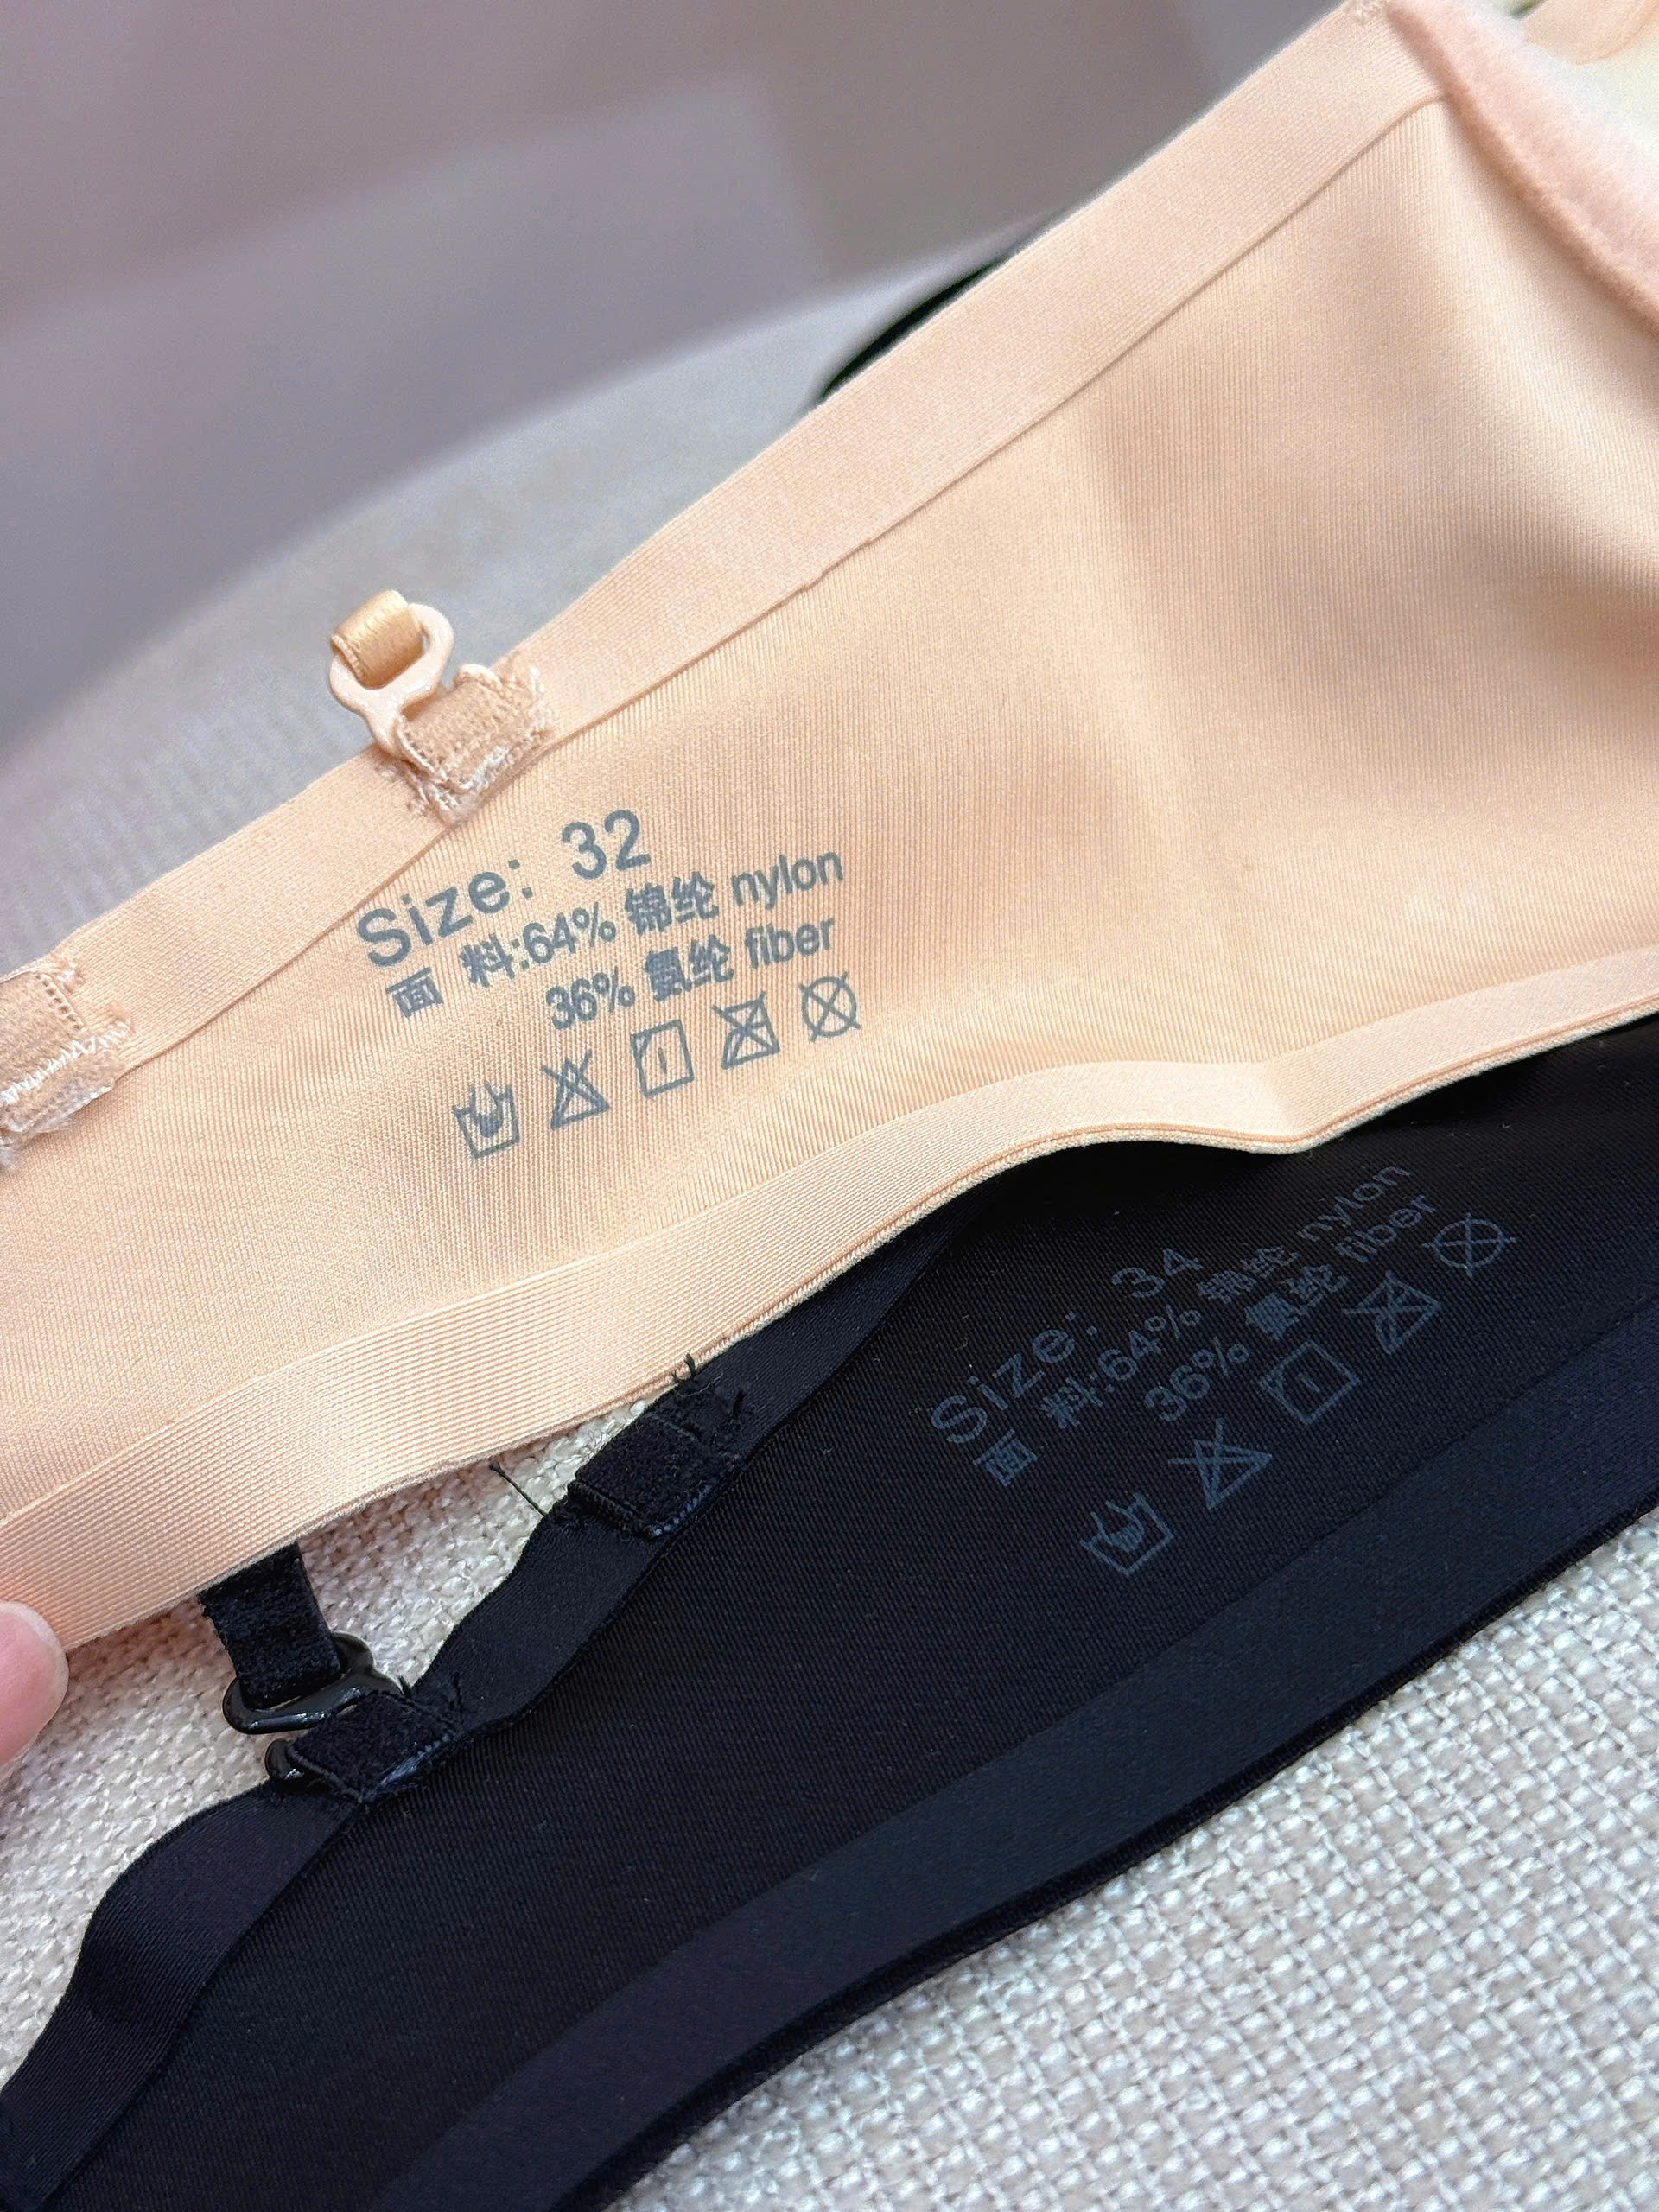 Size: 32
面 料:64% 锦纶 nylon
36% 氨纶 fiber
Size: 34
面 料:64% 锦纶 nylon
36% 氨纶 fiber